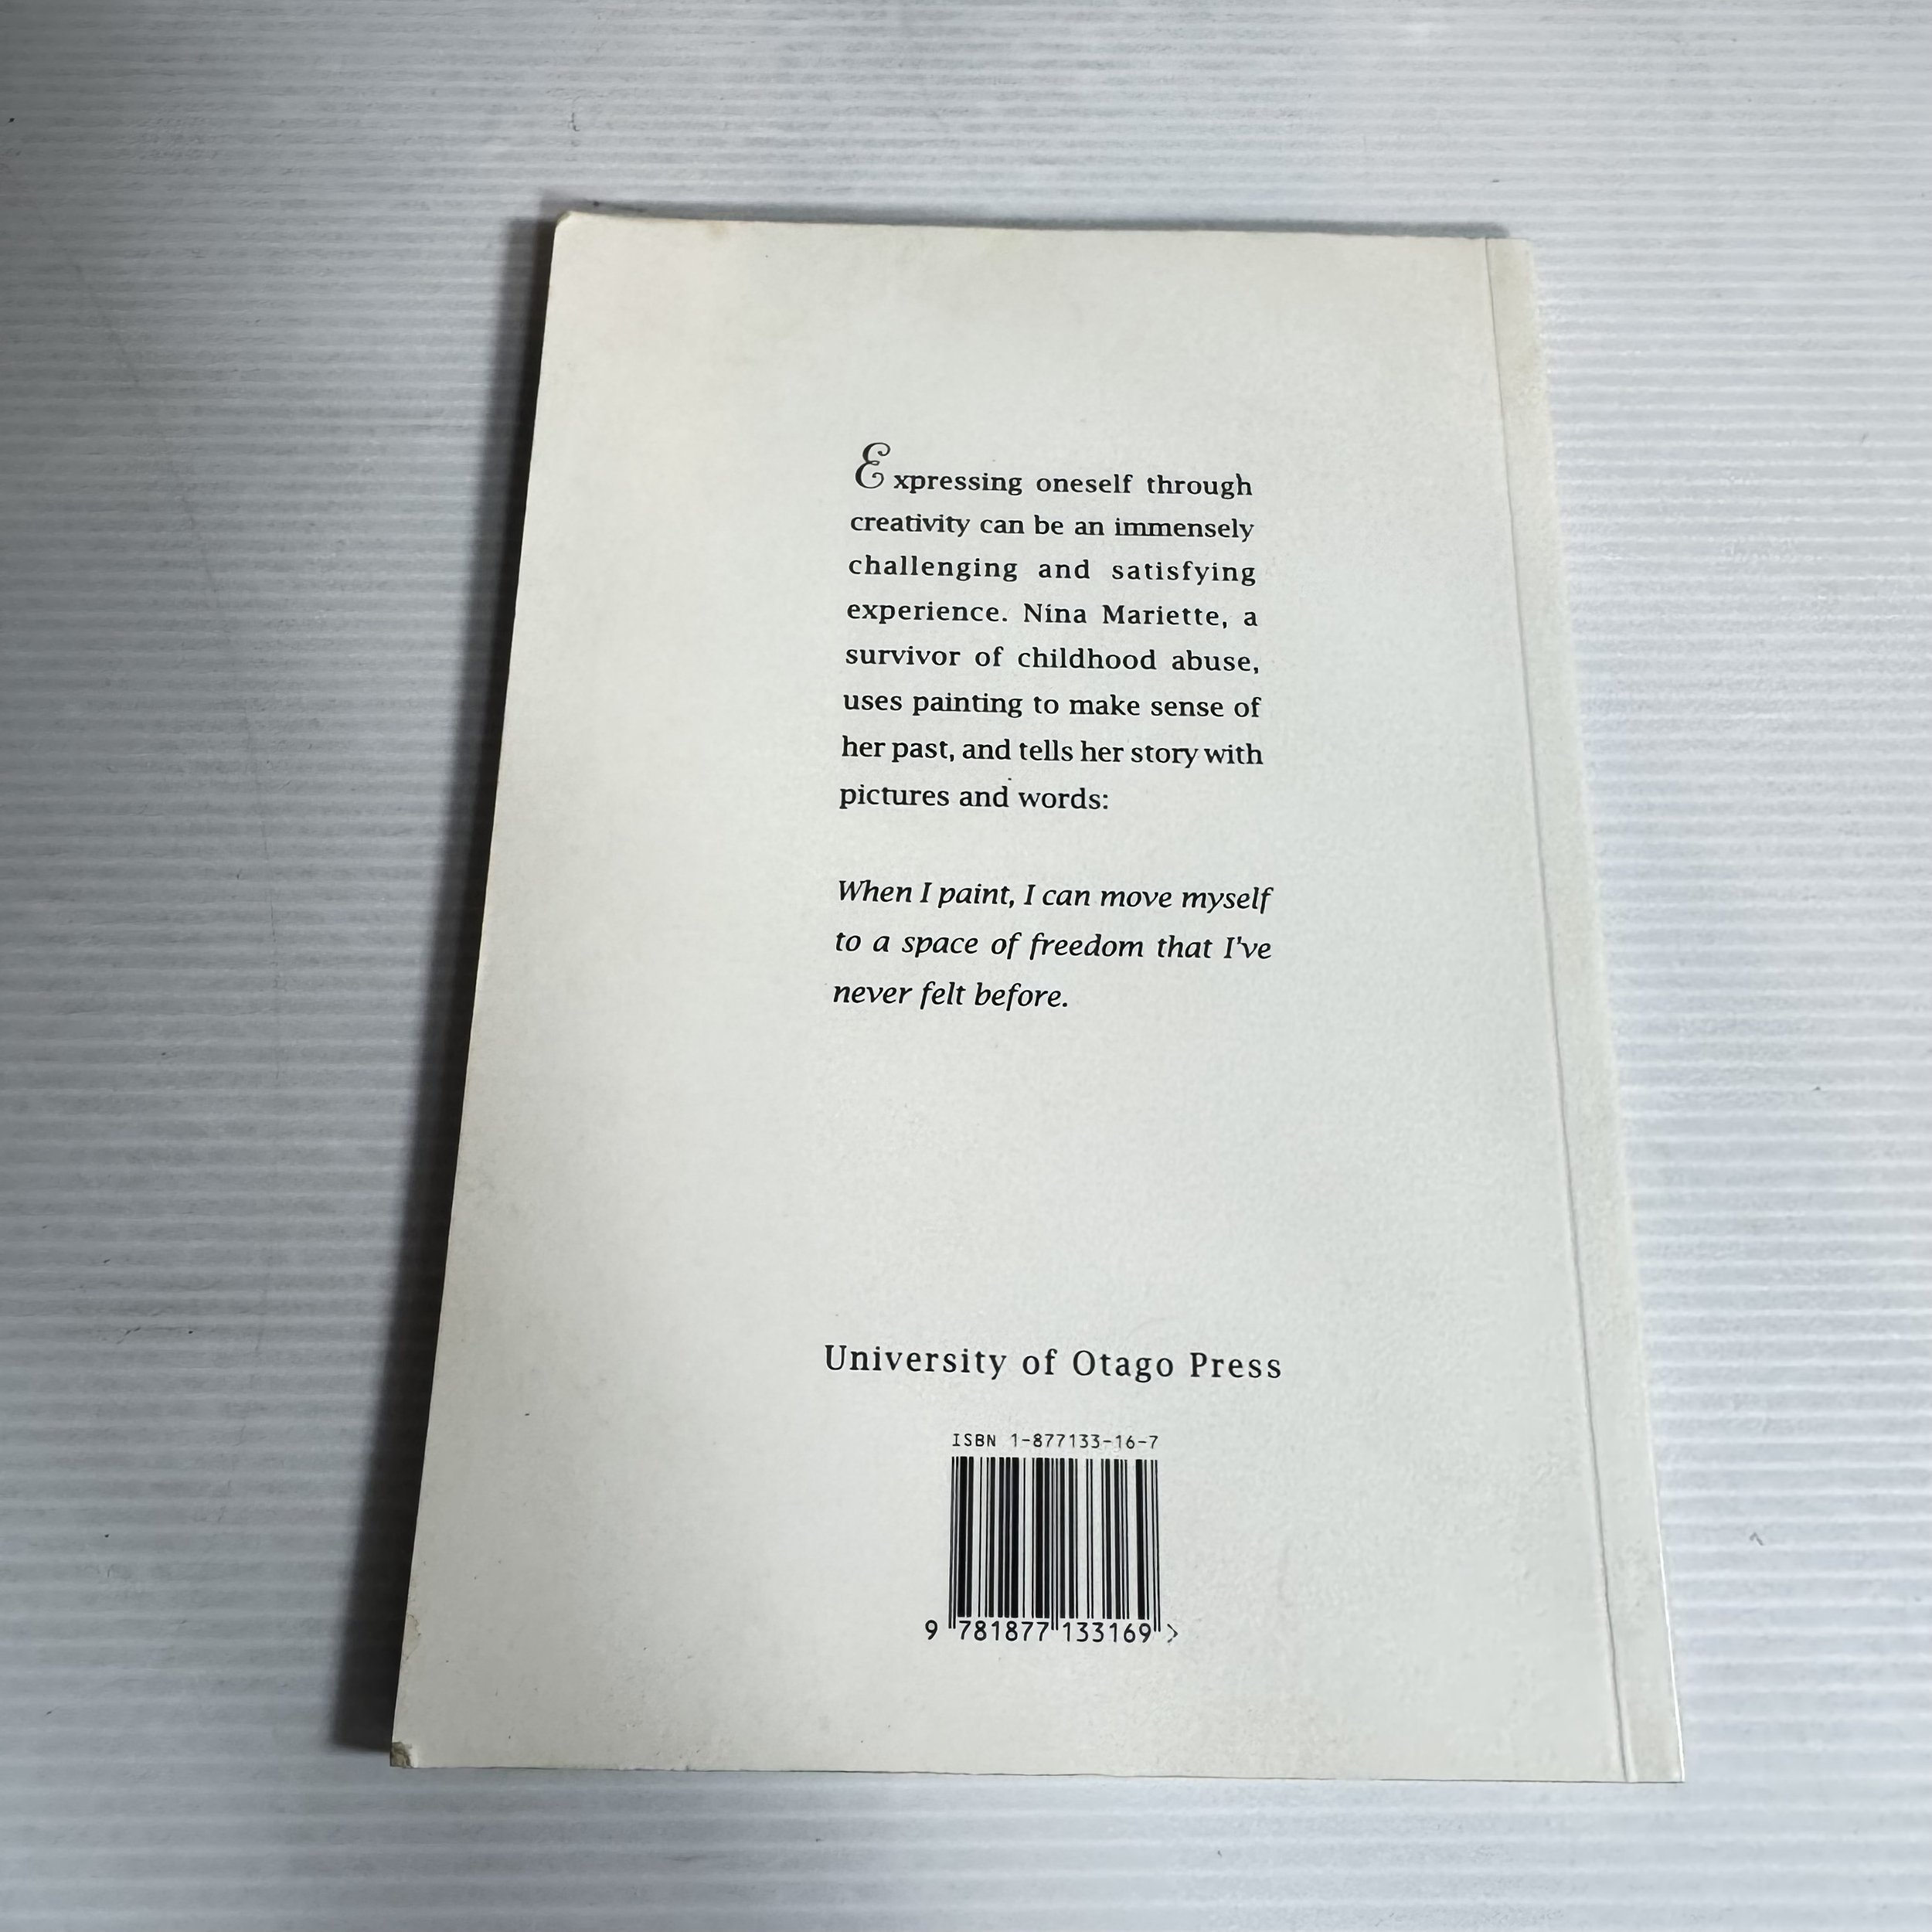 Expressing oneself through
creativity can be an immensely
challenging and satisfying
experience. Nina Mariette, a
survivor of childhood abuse,
uses painting to make sense of
her past, and tells her story with
pictures and words:
When I paint, I can move myself
to a space of freedom that I've
never felt before.
University of Otago Press
ISBN 1-877133-16-7
9 781877 133169 >